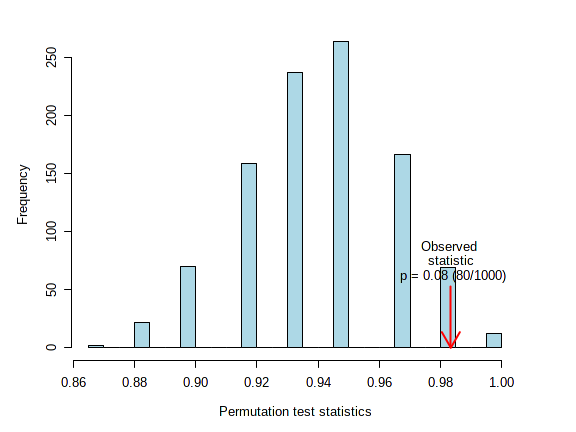 Frequency
250
200
150
100
50
0
Observed
statistic
p = 0.08 (80/1000)
0.86 0.88 0.90 0.92 0.94 0.96 0.98 1.00
Permutation test statistics